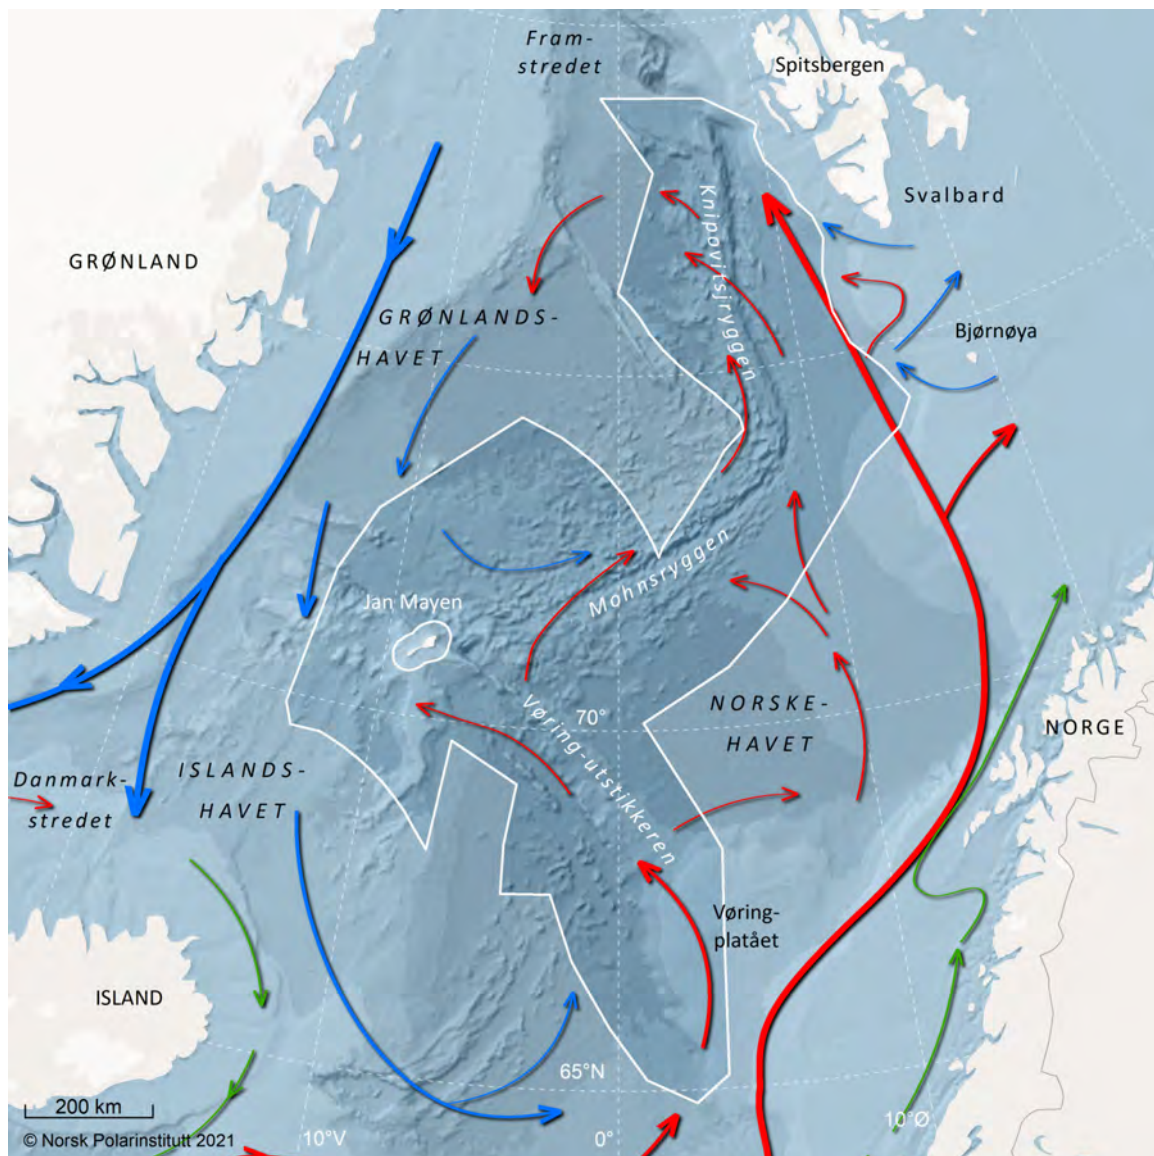 Fram-
stredet
Spitsbergen
Svalbard
GRØNLAND
Knipovitsjryggen
GRØNLANDS-
HAVET
Bjørnøya
Mohnsryggen
Jan Mayen
70°
NORSKE-
HAVET
NORGE
Vøring-utstikkeren
ISLANDS-
HAVET
Danmark-
stredet
Vøring-
platået
ISLAND
65°N
200 km
© Norsk Polarinstitutt 2021
10°V
0°
10°Ø